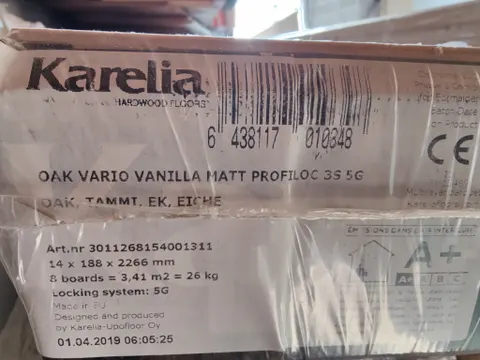 Karelia
HARDWOOD FLOORS
6 438117 010348
CE
OAK VARIO VANILLA MATT PROFILOC 3S 5G
OAK, TAMMI, EK, EICHE
Art.nr 3011268154001311
14 x 188 x 2266 mm
8 boards = 3,41 m2 = 26 kg
Locking system: 5G
Made in EU
Designed and produced
by Karelia-Upofloor Oy
01.04.2019 06:05:25
A+
A+ A B C